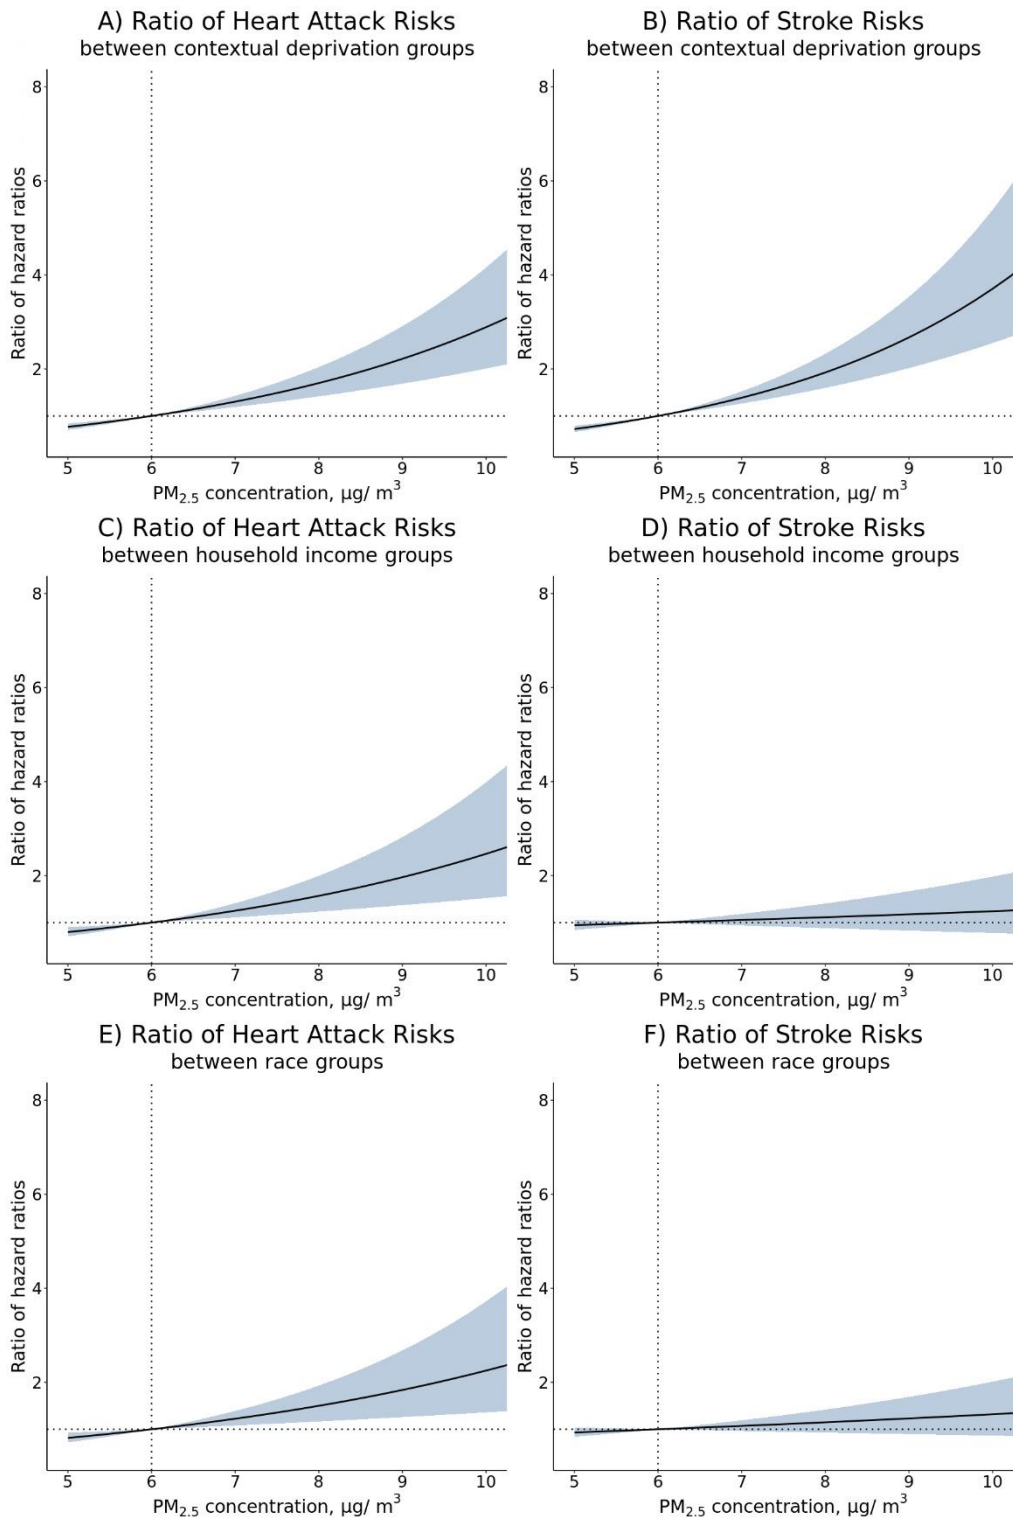 A) Ratio of Heart Attack Risks
between contextual deprivation groups
Ratio of hazard ratios
8
6
4
2
5 6 7 8 9 10
PM2.5 concentration, μg/ m3
B) Ratio of Stroke Risks
between contextual deprivation groups
Ratio of hazard ratios
8
6
4
2
5 6 7 8 9 10
PM2.5 concentration, μg/ m3
C) Ratio of Heart Attack Risks
between household income groups
Ratio of hazard ratios
8
6
4
2
5 6 7 8 9 10
PM2.5 concentration, μg/ m3
D) Ratio of Stroke Risks
between household income groups
Ratio of hazard ratios
8
6
4
2
5 6 7 8 9 10
PM2.5 concentration, μg/ m3
E) Ratio of Heart Attack Risks
between race groups
Ratio of hazard ratios
8
6
4
2
5 6 7 8 9 10
PM2.5 concentration, μg/ m3
F) Ratio of Stroke Risks
between race groups
Ratio of hazard ratios
8
6
4
2
5 6 7 8 9 10
PM2.5 concentration, μg/ m3